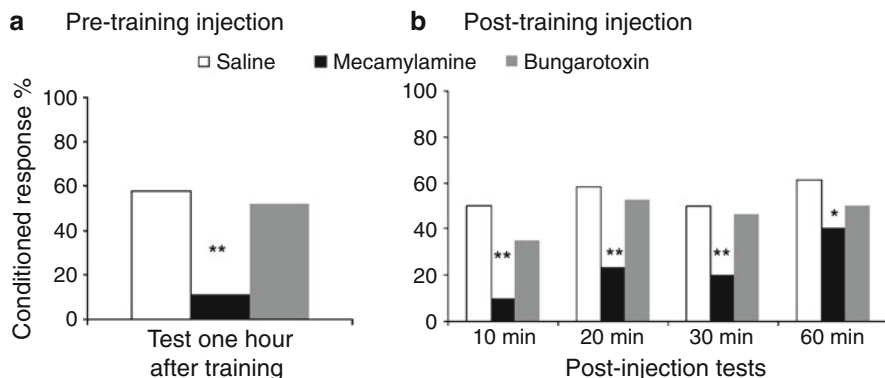 a Pre-training injection
b Post-training injection
Saline Mecamylamine Bungarotoxin
Conditioned response %
100
80
60
40
20
0
**
Test one hour
after training
100
80
60
40
20
0
**
**
**
*
10 min 20 min 30 min 60 min
Post-injection tests